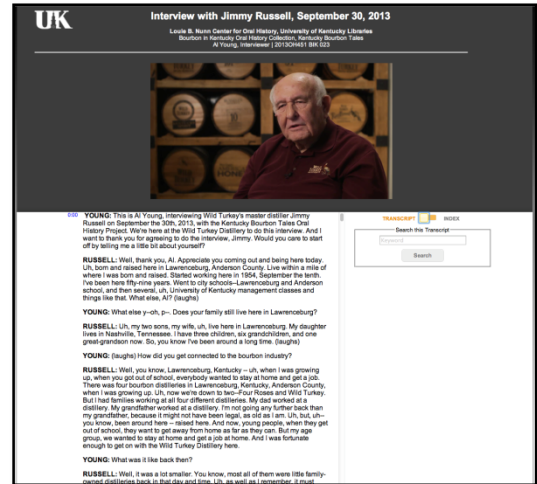 UK
Interview with Jimmy Russell, September 30, 2013
Louie B. Nunn Center for Oral History, University of Kentucky Libraries
Bourbon in Kentucky Oral History Collection, Kentucky Bourbon Tales
Al Young, Interviewer | 2013OH451 BIK 023
0:00 YOUNG: This is Al Young, interviewing Wild Turkey's master distiller Jimmy
Russell on September the 30th, 2013, with the Kentucky Bourbon Tales Oral
History Project. We're here at the Wild Turkey Distillery to do this interview. And I
want to thank you for agreeing to do the interview, Jimmy. Would you care to start
off by telling me a little bit about yourself?
TRANSCRIPT INDEX
Search this Transcript
Keyword
Search
RUSSELL: Well, thank you, Al. Appreciate you coming out and being here today.
Uh, born and raised here in Lawrenceburg, Anderson County. Live within a mile of
where I was born and raised. Started working here in 1954, September the tenth.
I've been here fifty-nine years. Went to city schools--Lawrenceburg and Anderson
school, and then several, uh, University of Kentucky management classes and
things like that. What else, Al? (laughs)
YOUNG: What else y--oh, p--. Does your family still live here in Lawrenceburg?
RUSSELL: Uh, my two sons, my wife, uh, live here in Lawrenceburg. My daughter
lives in Nashville, Tennessee. I have three children, six grandchildren, and one
great-grandson now. So, you know I've been around a long time. (laughs)
YOUNG: (laughs) How did you get connected to the bourbon industry?
RUSSELL: Well, you know, Lawrenceburg, Kentucky -- uh, when I was growing
up, when you got out of school, everybody wanted to stay at home and get a job.
There was four bourbon distilleries in Lawrenceburg, Kentucky, Anderson County,
when I was growing up. Uh, now we're down to two--Four Roses and Wild Turkey.
But I had families working at all four different distilleries. My dad worked at a
distillery. My grandfather worked at a distillery. I'm not going any further back than
my grandfather, because it might not have been legal, as old as I am. Uh, but, uh--
you know, been around here -- raised here. And now, young people, when they get
out of school, they want to get away from home as far as they can. But my age
group, we wanted to stay at home and get a job at home. And I was fortunate
enough to get on with the Wild Turkey Distillery here.
YOUNG: What was it like back then?
RUSSELL: Well, it was a lot smaller. You know, most all of them were little family-
owned distilleries back in that day and time. Uh, as well as I remember, it must